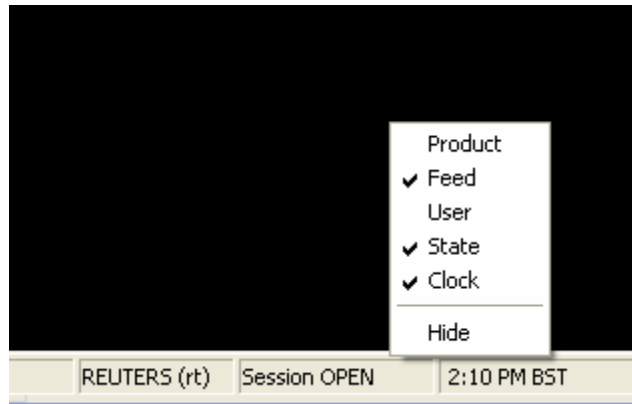 Product
Feed
User
State
Clock
Hide
REUTERS (rt) Session OPEN 2:10 PM BST